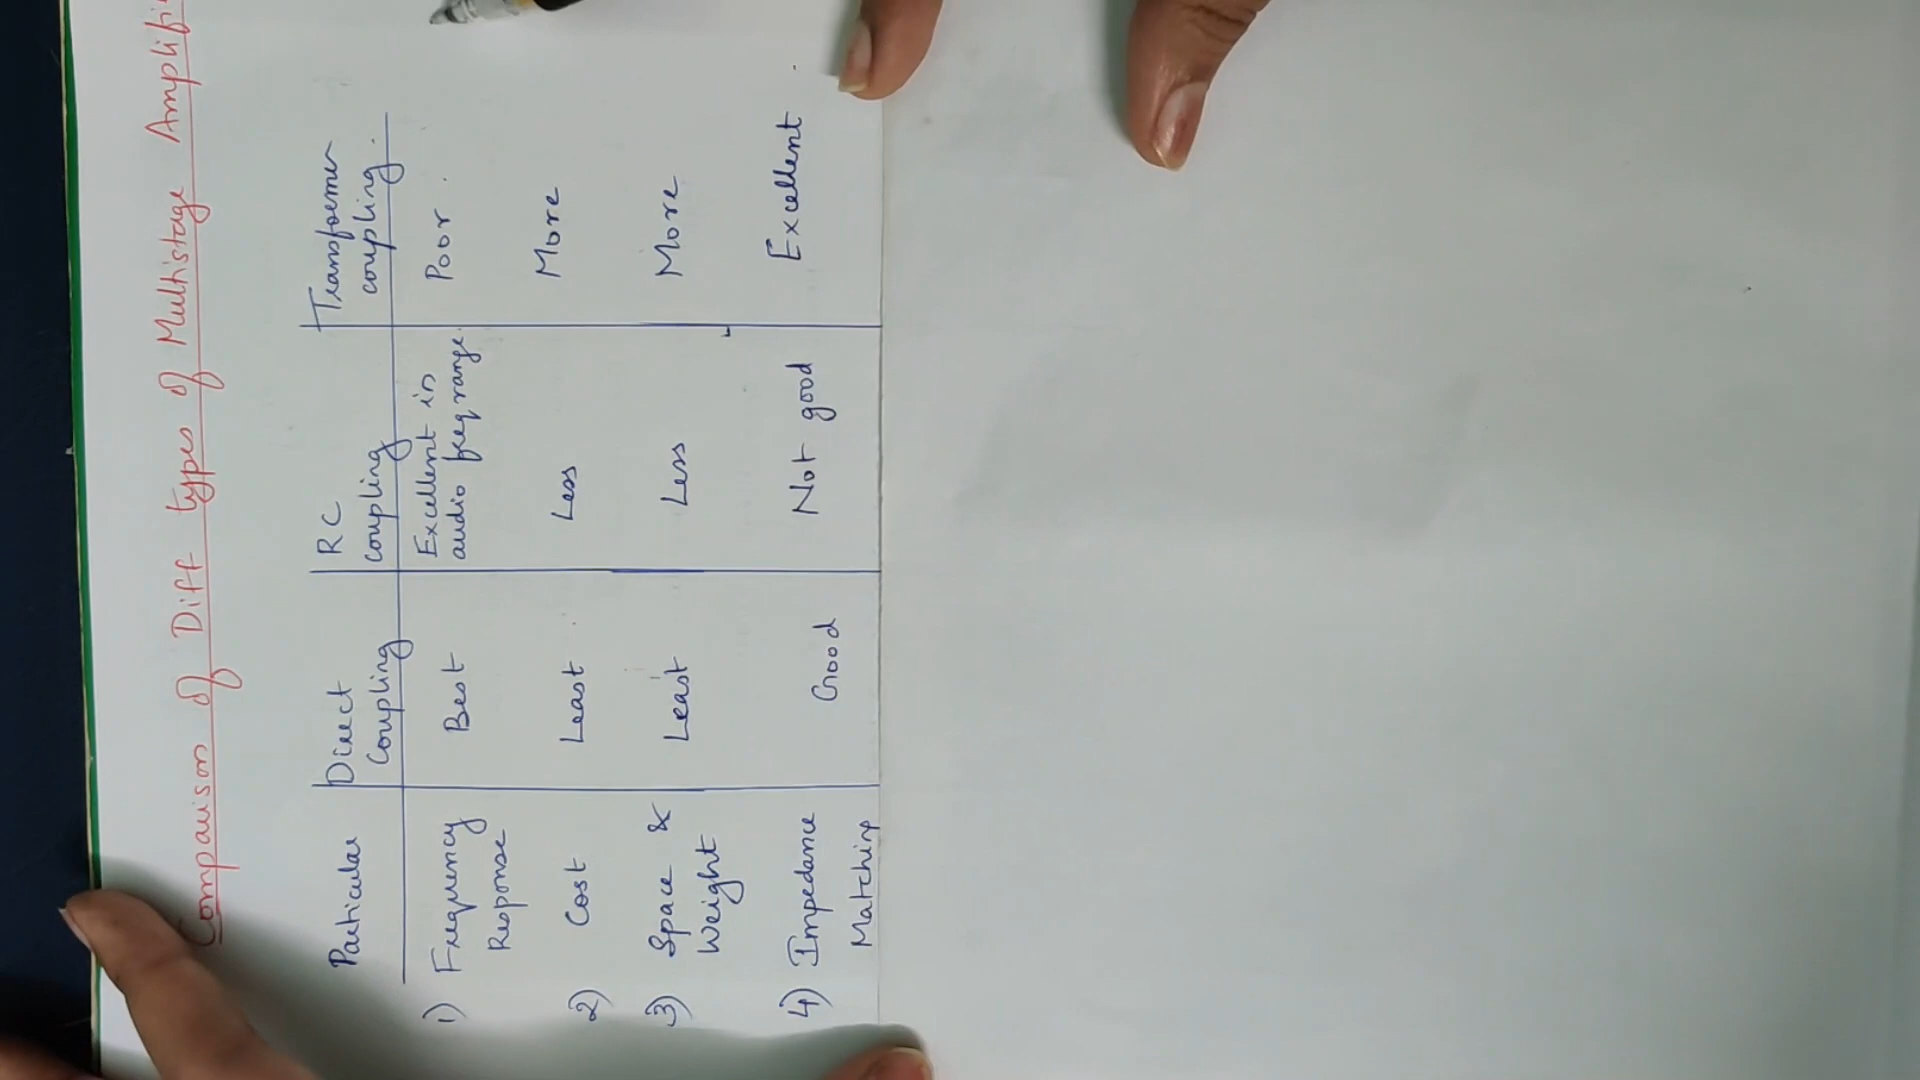 Comparison of Diff types of Multistage Amplifi
Particular Direct Coupling RC coupling Transformer coupling.
1) Frequency Response Best Excellent in audio freq range. Poor.
2) Cost Least Less More
3) Space & Weight Least Less More
4) Impedance Matching Good Not good Excellent.